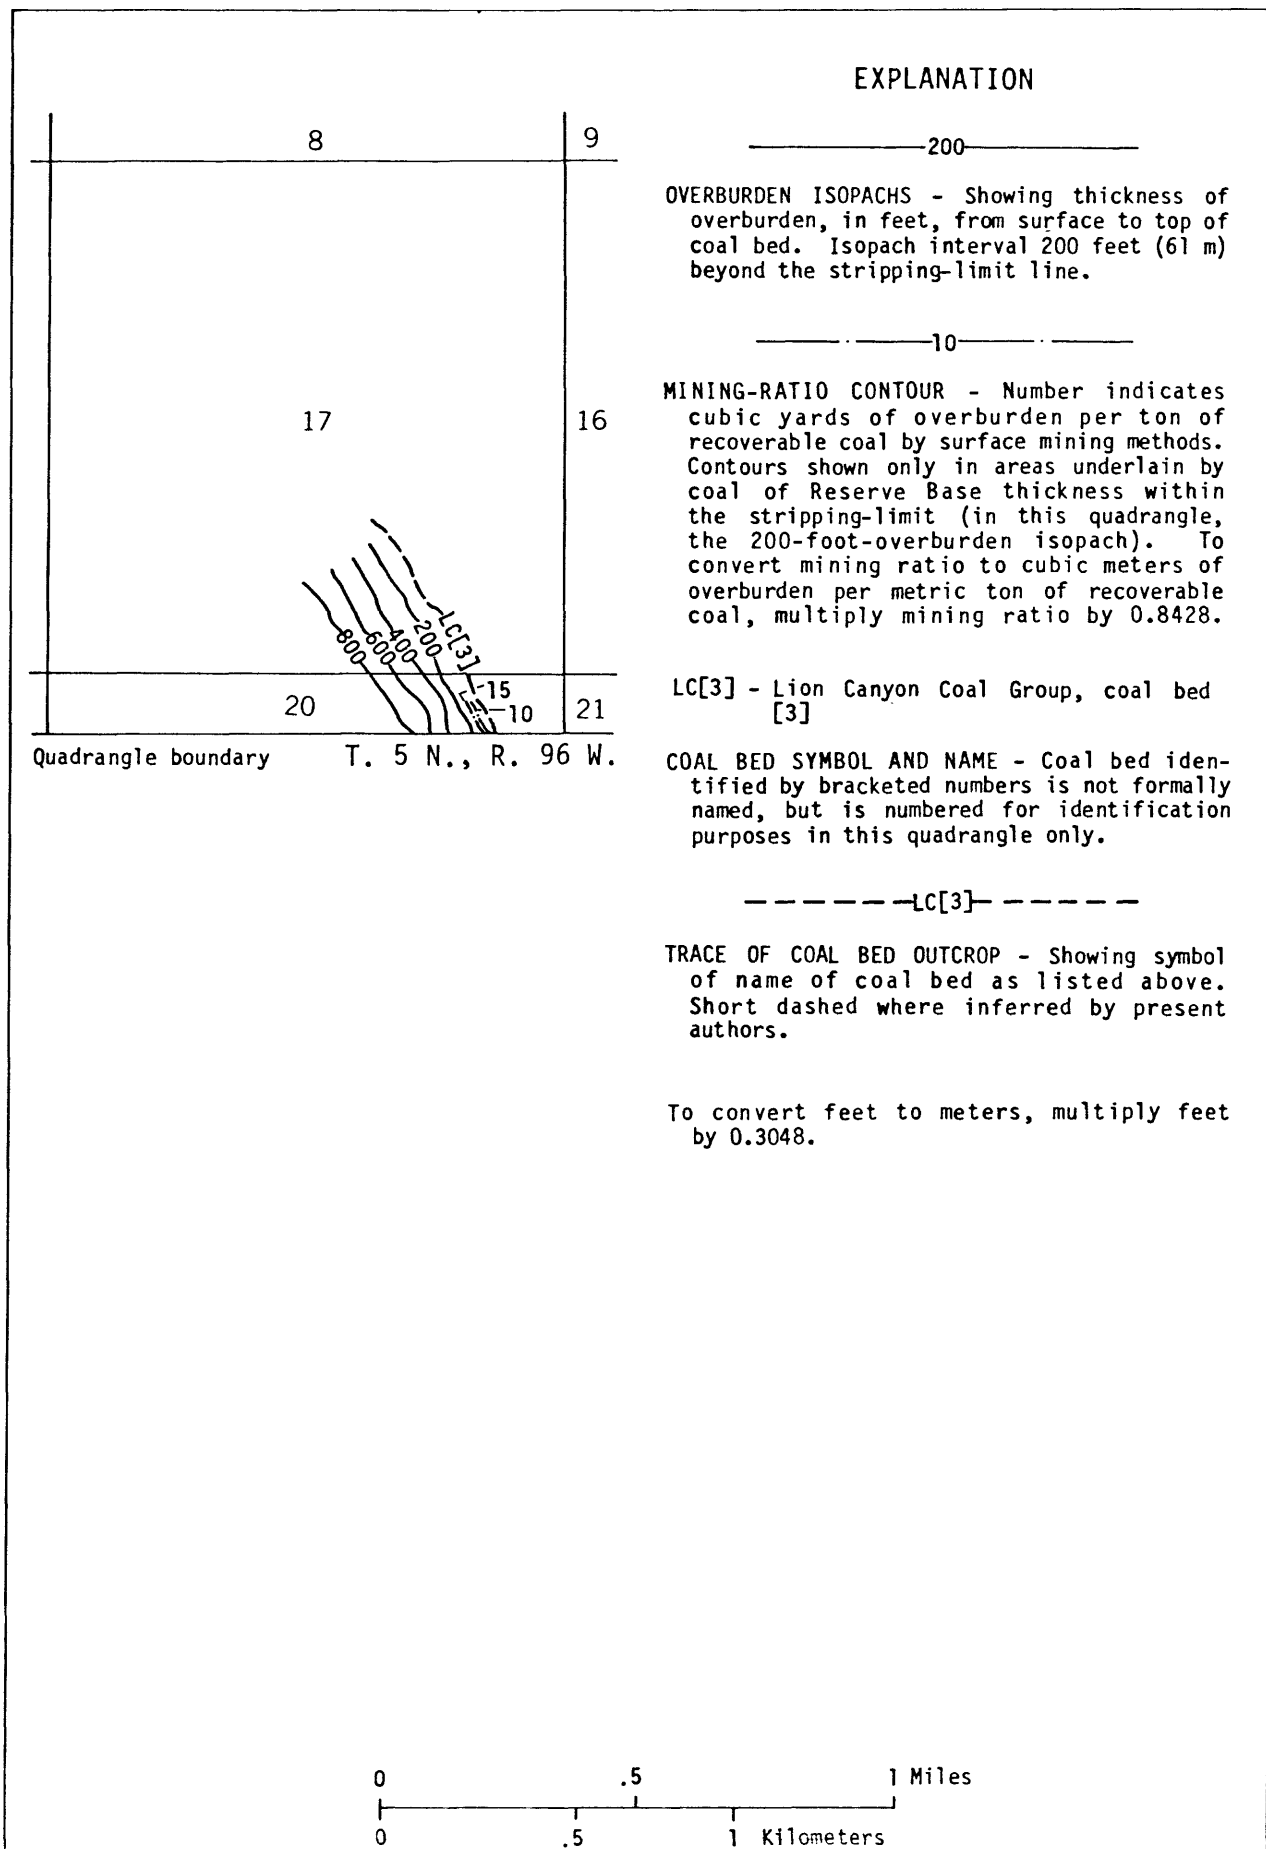 EXPLANATION
8
9
17
16
20
21
LC[3]
200
400
600
800
15
10
Quadrangle boundary
T. 5 N., R. 96 W.
200
OVERBURDEN ISOPACHS - Showing thickness of
overburden, in feet, from surface to top of
coal bed. Isopach interval 200 feet (61 m)
beyond the stripping-limit line.
10
MINING-RATIO CONTOUR - Number indicates
cubic yards of overburden per ton of
recoverable coal by surface mining methods.
Contours shown only in areas underlain by
coal of Reserve Base thickness within
the stripping-limit (in this quadrangle,
the 200-foot-overburden isopach). To
convert mining ratio to cubic meters of
overburden per metric ton of recoverable
coal, multiply mining ratio by 0.8428.
LC[3] - Lion Canyon Coal Group, coal bed
[3]
COAL BED SYMBOL AND NAME - Coal bed iden-
tified by bracketed numbers is not formally
named, but is numbered for identification
purposes in this quadrangle only.
LC[3]
TRACE OF COAL BED OUTCROP - Showing symbol
of name of coal bed as listed above.
Short dashed where inferred by present
authors.
To convert feet to meters, multiply feet
by 0.3048.
0 .5 1 Miles
0 .5 1 Kilometers